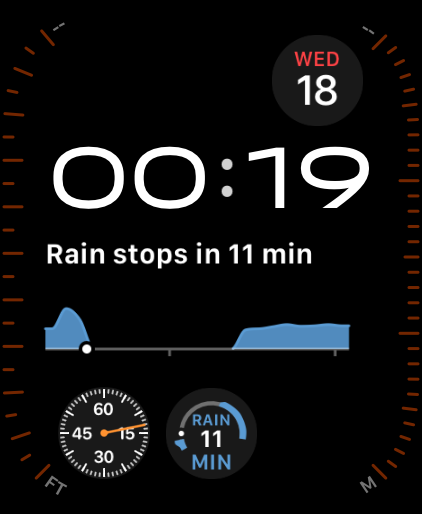 --
--
WED
18
00:19
Rain stops in 11 min
60
45
15
30
RAIN
11
MIN
FT
M